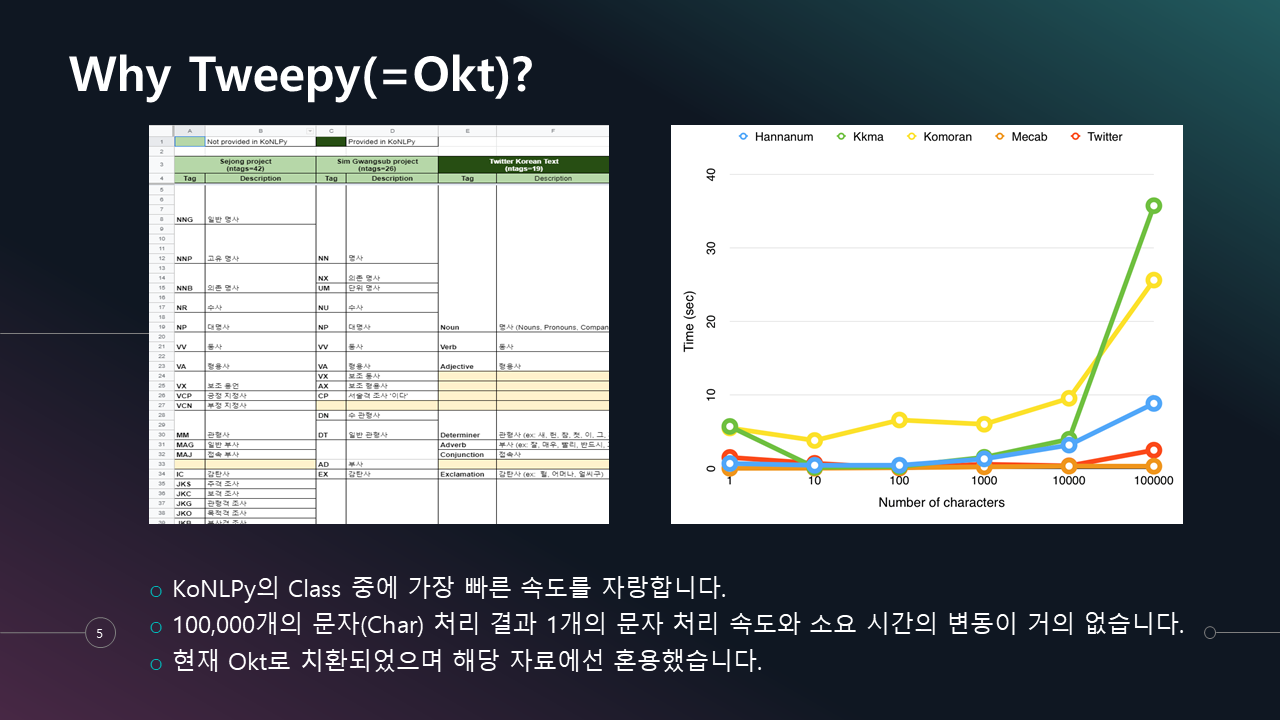 Why Tweepy(=Okt)?
A B C D E F
1 Not provided in KoNLPy Provided in KoNLPy
2
3 Sejong project (ntags=42) Sim Gwangsub project (ntags=26) Twitter Korean Text (ntags=19)
4 Tag Description Tag Description Tag Description
5
6
7
8 NNG 일반 명사
9
10
11
12 NNP 고유 명사 NN 명사
13
14 NX 의존 명사
15 NNB 의존 명사 UM 단위 명사
16
17 NR 수사 NU 수사
18
19 NP 대명사 NP 대명사 Noun 명사 (Nouns, Pronouns, Compan
20
21 VV 동사 VV 동사 Verb 동사
22
23 VA 형용사 VA 형용사 Adjective 형용사
24 VX 보조 동사
25 VX 보조 용언 AX 보조 형용사
26 VCP 긍정 지정사 CP 서술격 조사 '이다'
27 VCN 부정 지정사
28 DN 수 관형사
29
30 MM 관형사 DT 일반 관형사 Determiner 관형사 (ex: 새, 헌, 참, 첫, 이, 그,
31 MAG 일반 부사 Adverb 부사 (ex: 잘, 매우, 빨리, 반드시,
32 MAJ 접속 부사 Conjunction 접속사
33 AD 부사
34 IC 감탄사 EX 감탄사 Exclamation 감탄사 (ex: 헐, 어머나, 얼씨구)
35 JKS 주격 조사
36 JKC 보격 조사
37 JKG 관형격 조사
38 JKO 목적격 조사
39 JKB 부사격 조사
Hannanum Kkma Komoran Mecab Twitter
40
30
20
10
0
Time (sec)
1 10 100 1000 10000 100000
Number of characters
KoNLPy의 Class 중에 가장 빠른 속도를 자랑합니다.
100,000개의 문자(Char) 처리 결과 1개의 문자 처리 속도와 소요 시간의 변동이 거의 없습니다.
현재 Okt로 치환되었으며 해당 자료에선 혼용했습니다.
5